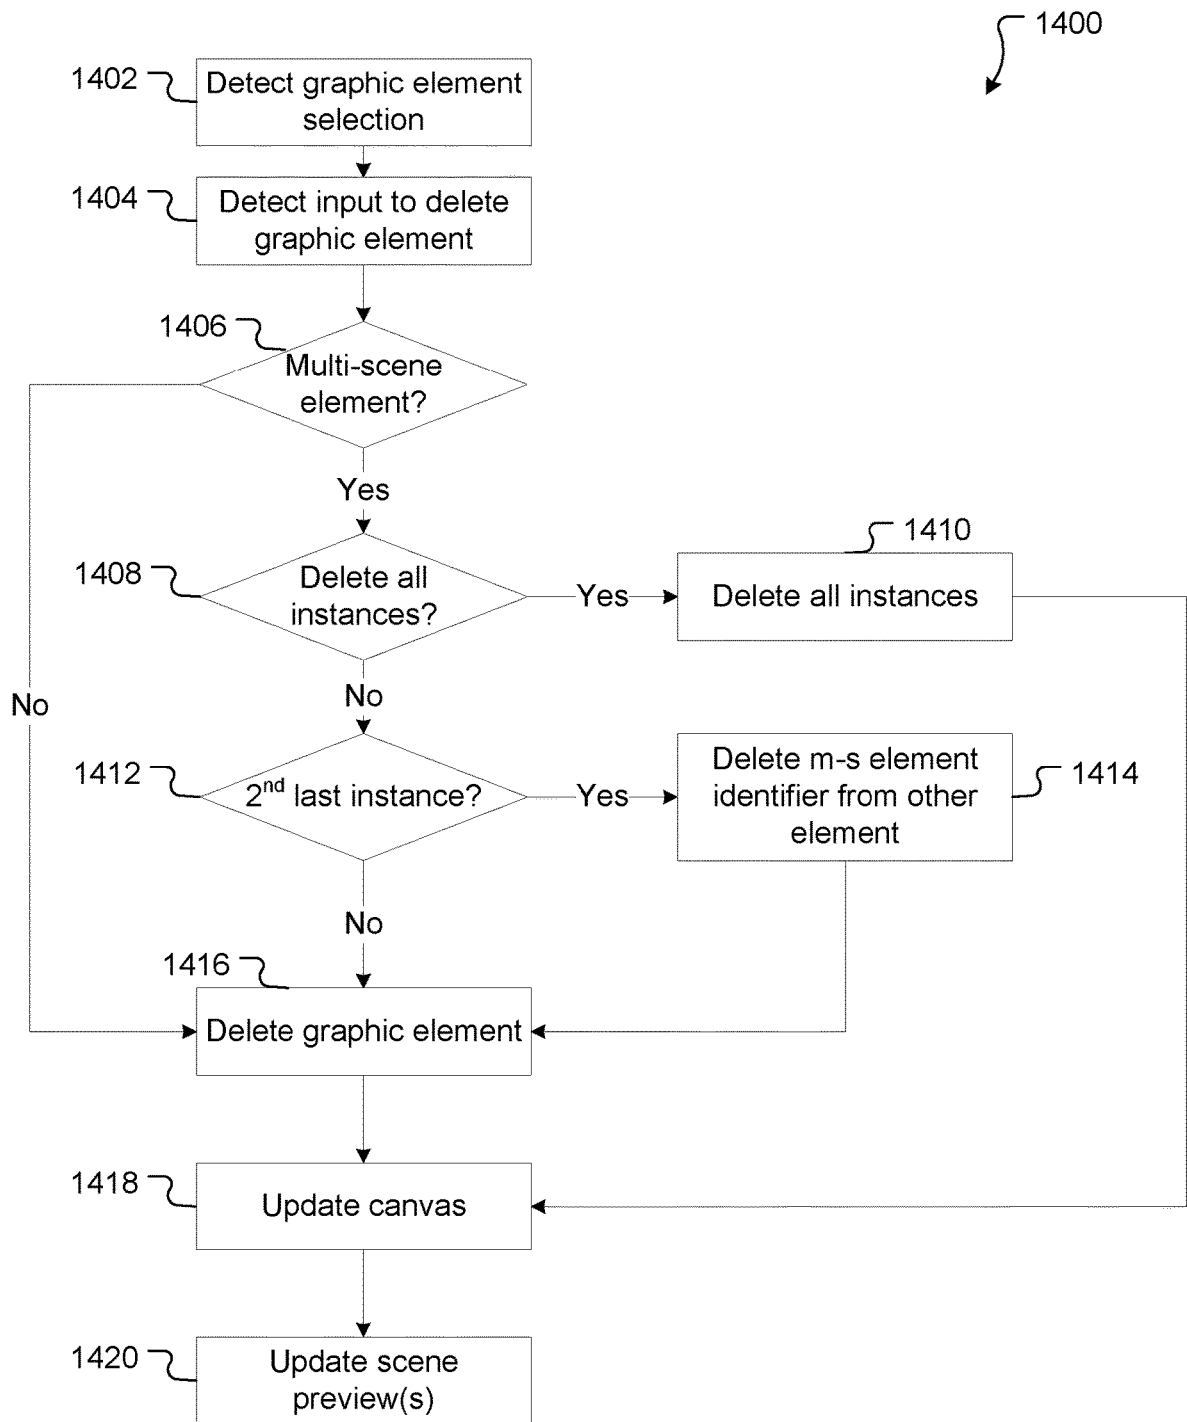 1400
1402
Detect graphic element
selection
1404
Detect input to delete
graphic element
1406
Multi-scene
element?
Yes
1408
Delete all
instances?
Yes
1410
Delete all instances
No
No
1412
2nd last instance?
Yes
Delete m-s element
identifier from other
element
1414
No
1416
Delete graphic element
1418
Update canvas
1420
Update scene
preview(s)